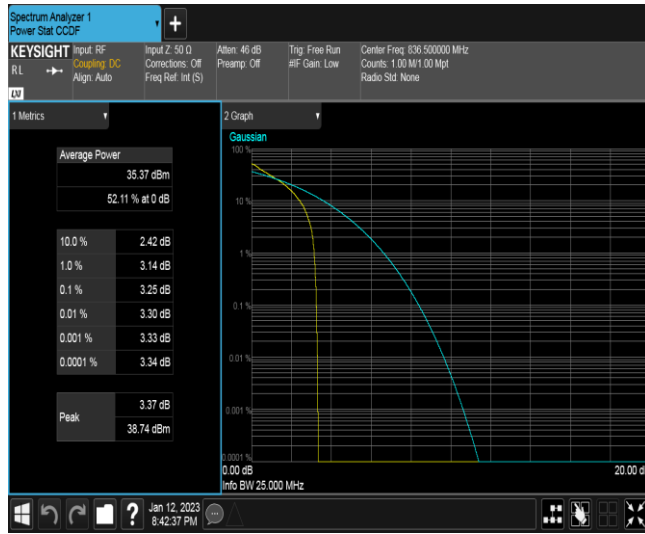 Spectrum Analyzer 1
Power Stat CCDF
+
KEYSIGHT
RL
LXI
Input: RF
Coupling: DC
Align: Auto
Input Z: 50 Ω
Corrections: Off
Freq Ref: Int (S)
Atten: 46 dB
Preamp: Off
Trig: Free Run
#IF Gain: Low
Center Freq: 836.500000 MHz
Counts: 1.00 M/1.00 Mpt
Radio Std: None
1 Metrics
Average Power
35.37 dBm
52.11 % at 0 dB
10.0 % 2.42 dB
1.0 % 3.14 dB
0.1 % 3.25 dB
0.01 % 3.30 dB
0.001 % 3.33 dB
0.0001 % 3.34 dB
Peak
3.37 dB
38.74 dBm
2 Graph
Gaussian
100 %
10 %
1 %
0.1 %
0.01 %
0.001 %
0.0001 %
0.00 dB 20.00 d
Info BW 25.000 MHz
?
Jan 12, 2023
8:42:37 PM